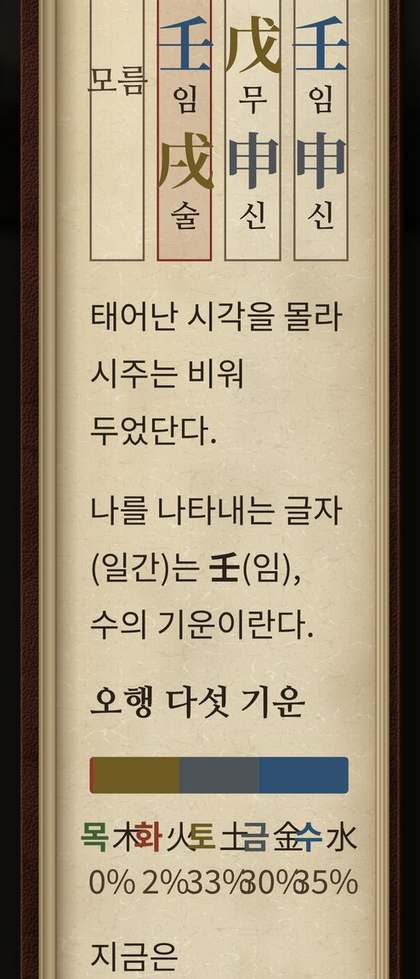 모름
壬 戊 壬
임 무 임
戌 申 申
술 신 신
태어난 시각을 몰라
시주는 비워
두었단다.
나를 나타내는 글자
(일간)는 壬(임),
수의 기운이란다.
오행 다섯 기운
목 木 화 火 토 土 금 金 수 水
0% 2% 33% 30% 35%
지금은